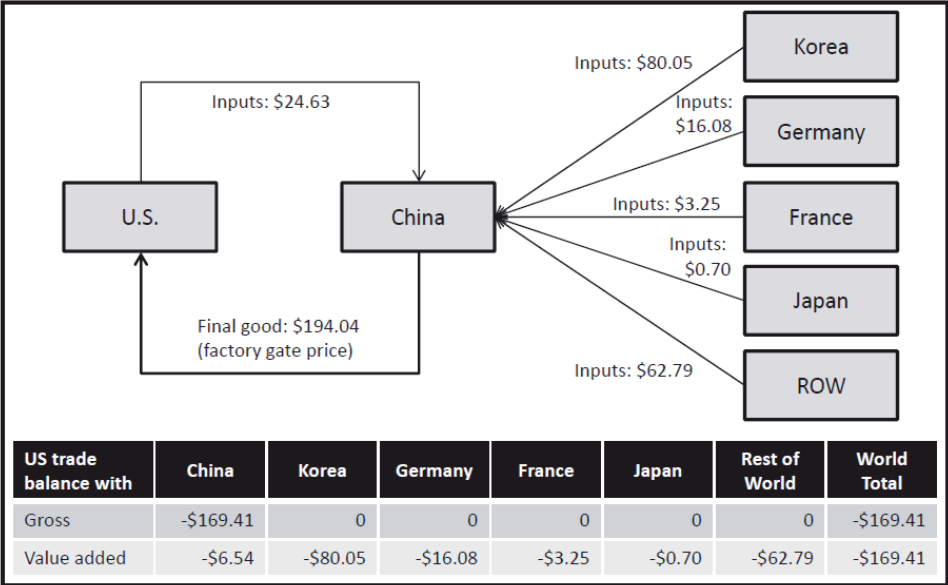 Korea
Inputs: $80.05
Inputs: $24.63
Inputs:
$16.08
Germany
U.S.
China
Inputs: $3.25
France
Inputs:
$0.70
Japan
Final good: $194.04
(factory gate price)
Inputs: $62.79
ROW
US trade
balance with
China
Korea
Germany
France
Japan
Rest of
World
World
Total
Gross -$169.41 0 0 0 0 0 -$169.41
Value added -$6.54 -$80.05 -$16.08 -$3.25 -$0.70 -$62.79 -$169.41